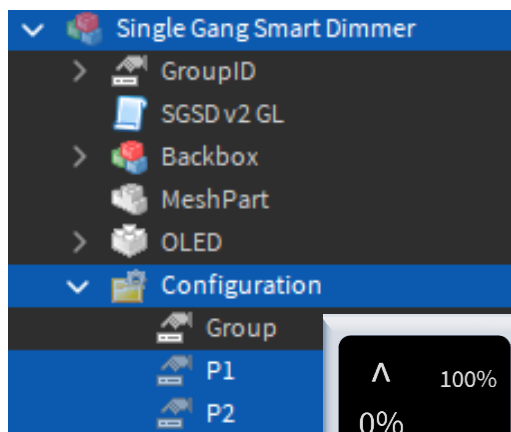 Single Gang Smart Dimmer
GroupID
SGSD v2 GL
Backbox
MeshPart
OLED
Configuration
Group
P1
P2
^ 100%
0%